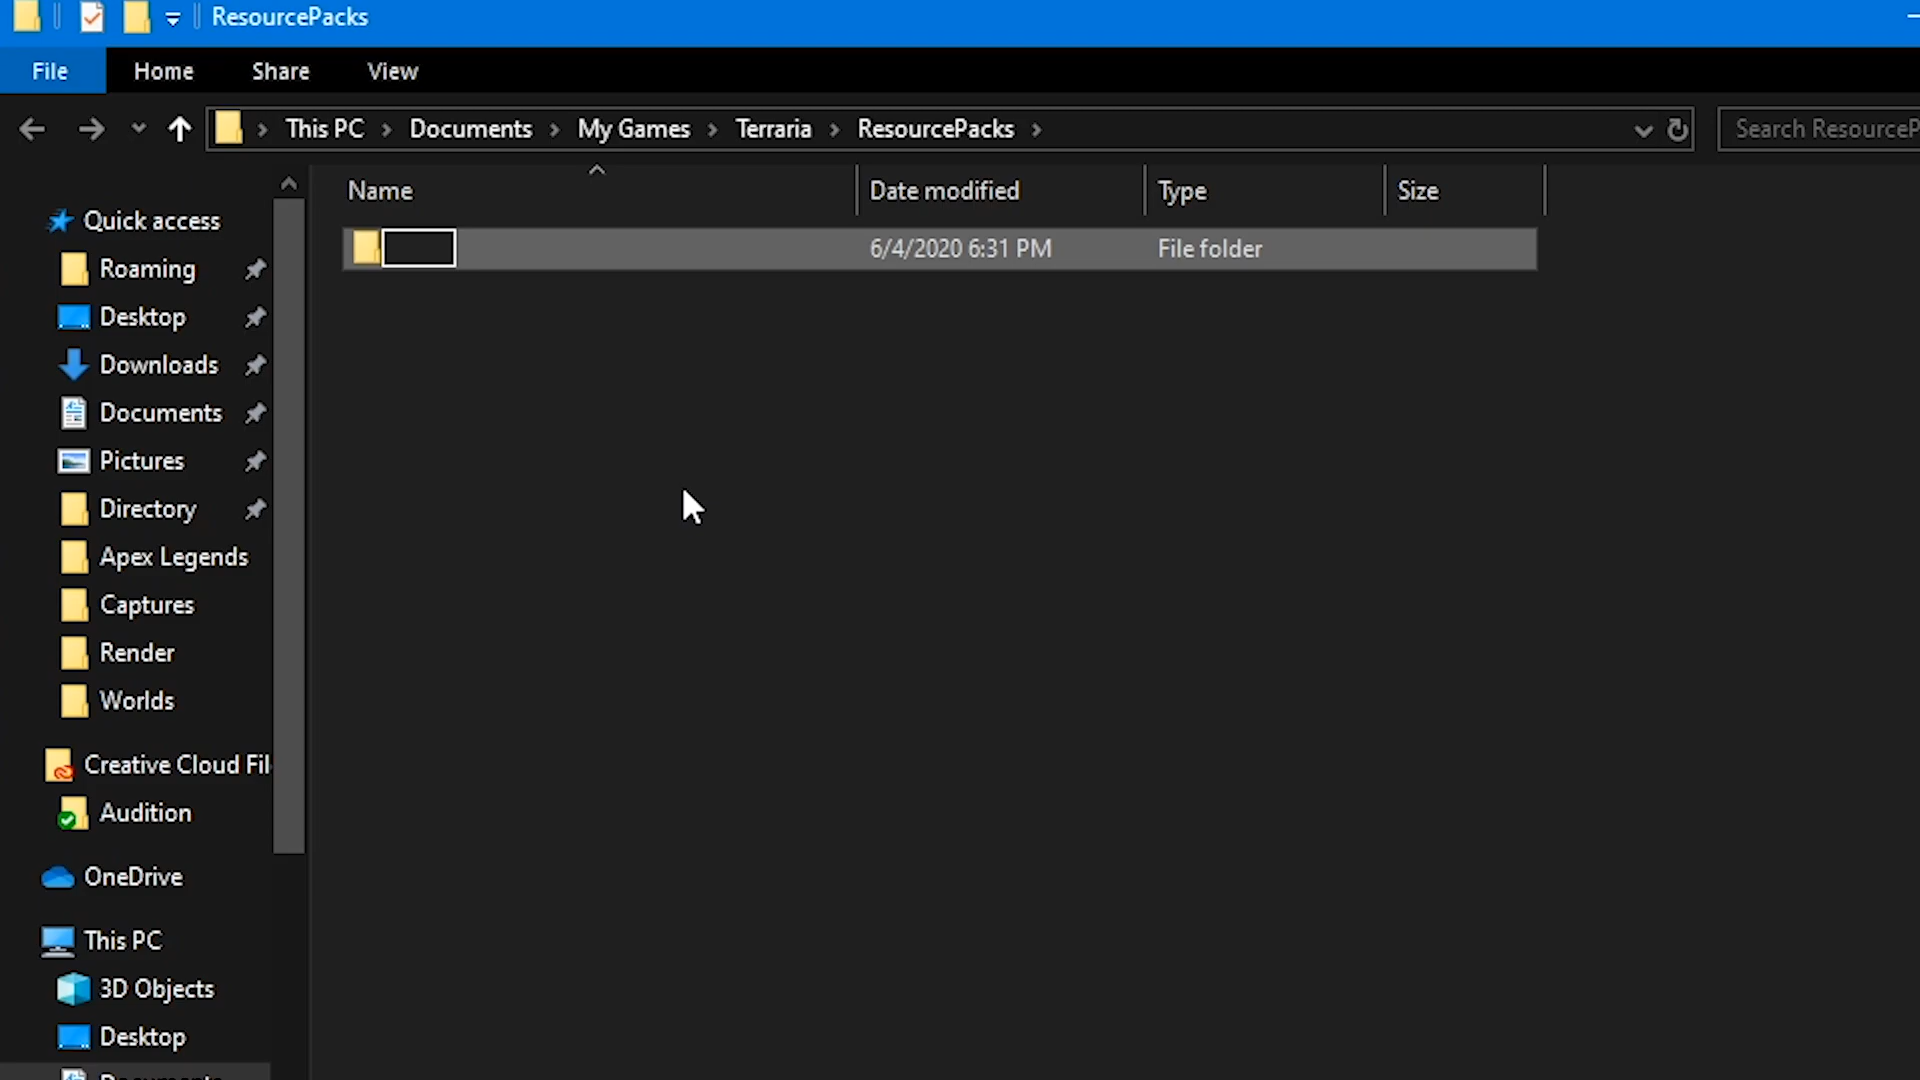 ResourcePacks
File Home Share View
This PC Documents My Games Terraria ResourcePacks
Search ResourceP
Name Date modified Type Size
6/4/2020 6:31 PM File folder
Quick access
Roaming
Desktop
Downloads
Documents
Pictures
Directory
Apex Legends
Captures
Render
Worlds
Creative Cloud Fil
Audition
OneDrive
This PC
3D Objects
Desktop
Documents